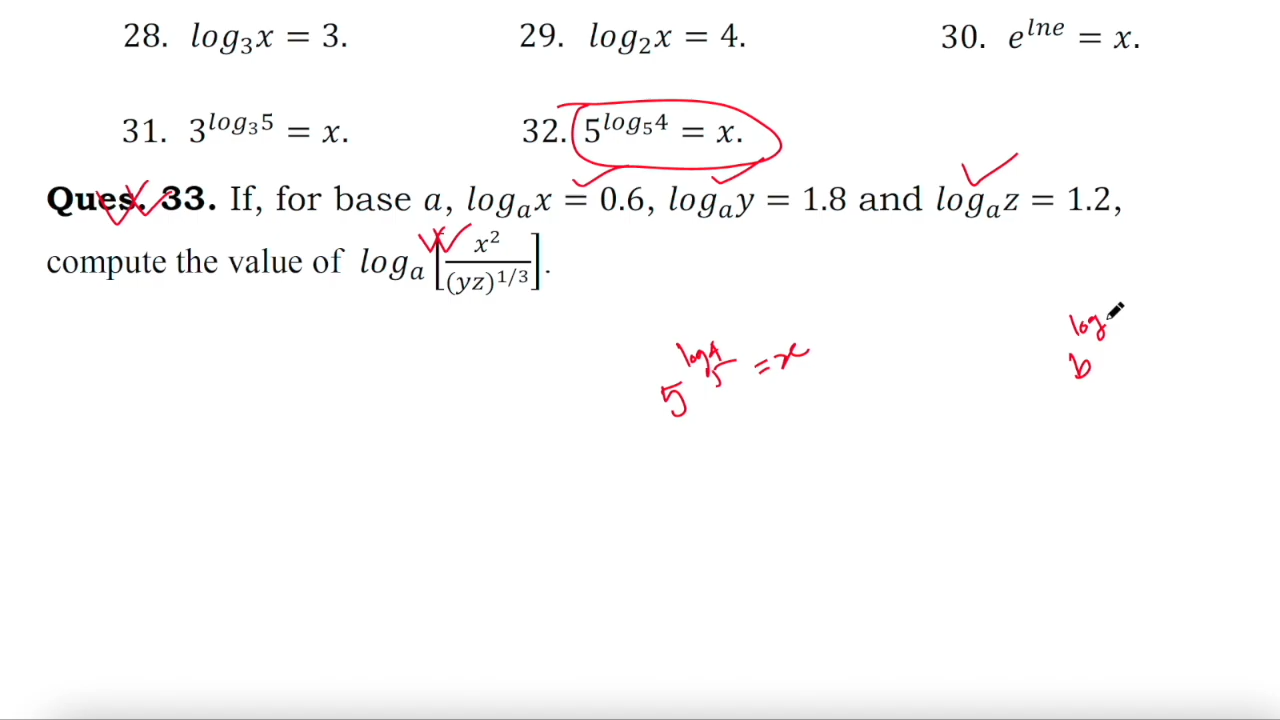 28. log₃x = 3. 29. log₂x = 4. 30. e^{lne} = x.
31. 3^{log₃5} = x. 32. 5^{log₅4} = x.
Ques. 33. If, for base a, logₐx = 0.6, logₐy = 1.8 and logₐz = 1.2,
compute the value of logₐ[x²/(yz)^{1/3}].
5^{log₅4} = x
b^{log